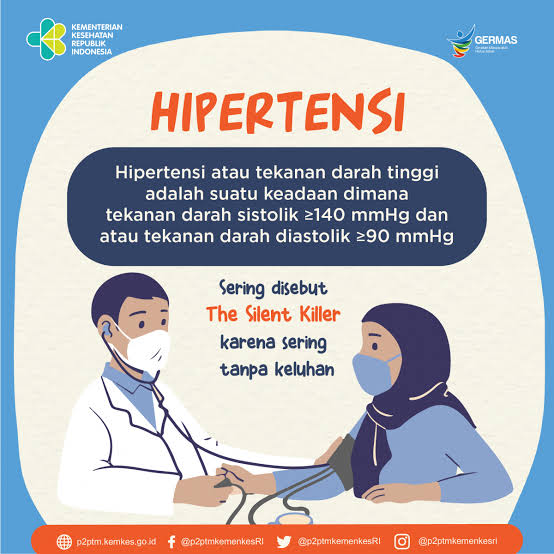 KEMENTERIAN
KESEHATAN
REPUBLIK
INDONESIA
GERMAS
HIPERTENSI
Hipertensi atau tekanan darah tinggi
adalah suatu keadaan dimana
tekanan darah sistolik ≥140 mmHg dan
atau tekanan darah diastolik ≥90 mmHg
Sering disebut
The Silent Killer
karena sering
tanpa keluhan
p2ptm.kemkes.go.id
@p2ptmkemenkesRI
@p2ptmkemenkesRI
@p2ptmkemenkesri